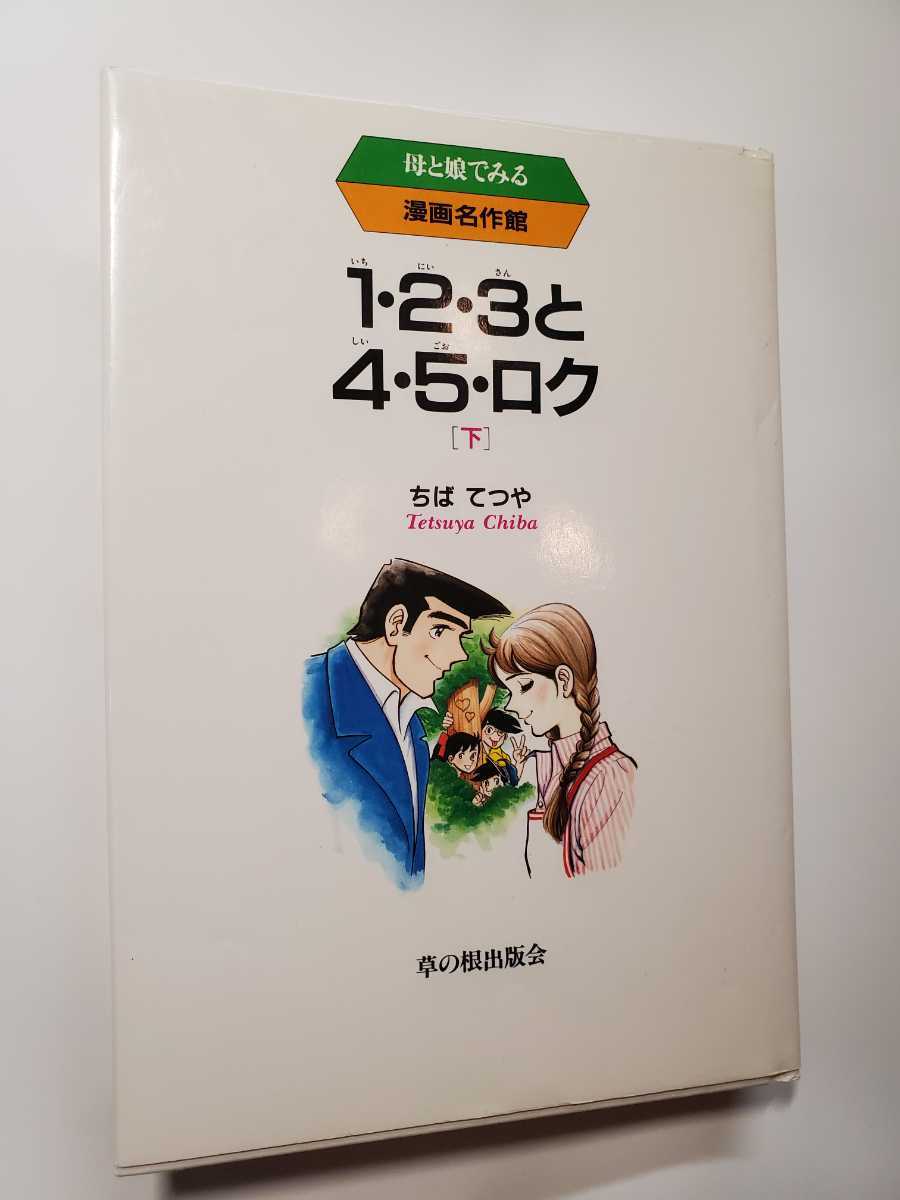 母と娘でみる
漫画名作館
いち にい さん
1・2・3と
しい ごお
4・5・ロク
[下]
ちば てつや
Tetsuya Chiba
草の根出版会